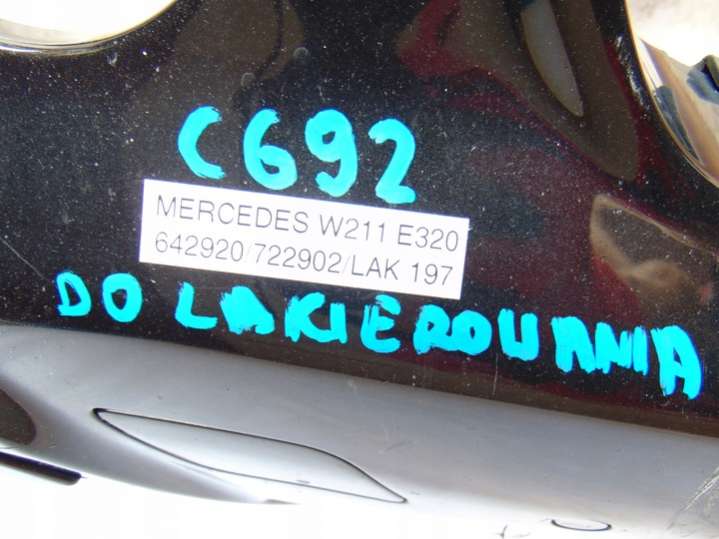 C692
MERCEDES W211 E320
642920/722902/LAK 197
DO LAKIEROWANIA